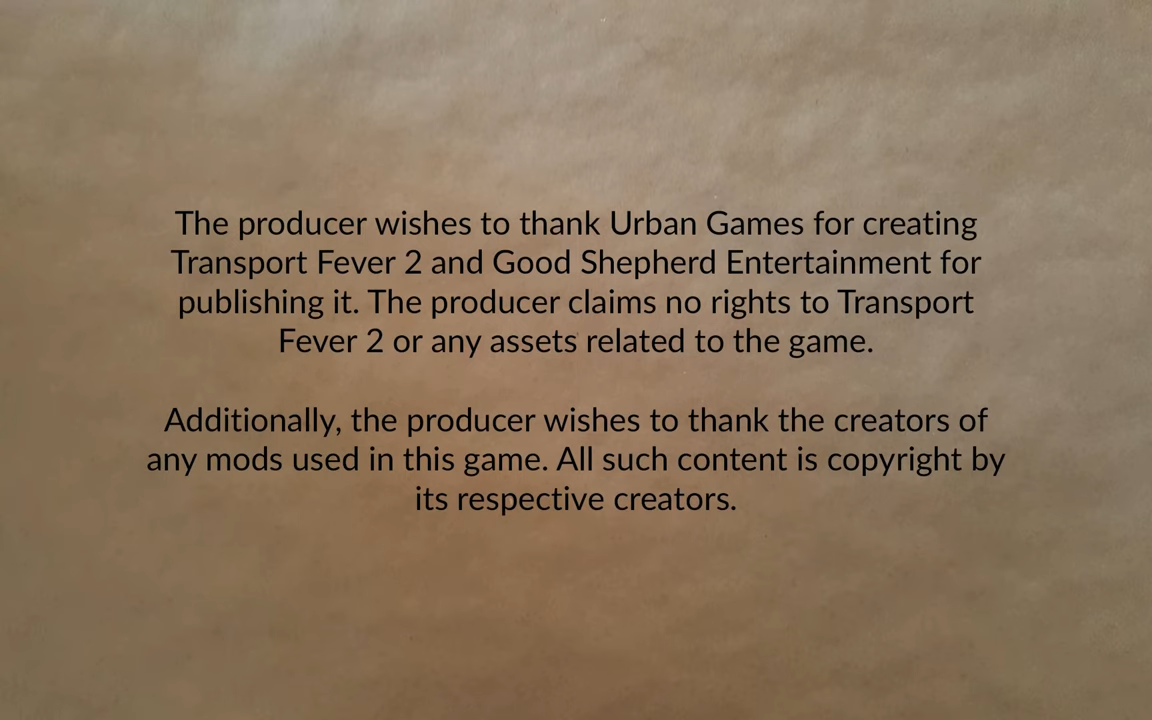 The producer wishes to thank Urban Games for creating
Transport Fever 2 and Good Shepherd Entertainment for
publishing it. The producer claims no rights to Transport
Fever 2 or any assets related to the game.
Additionally, the producer wishes to thank the creators of
any mods used in this game. All such content is copyright by
its respective creators.